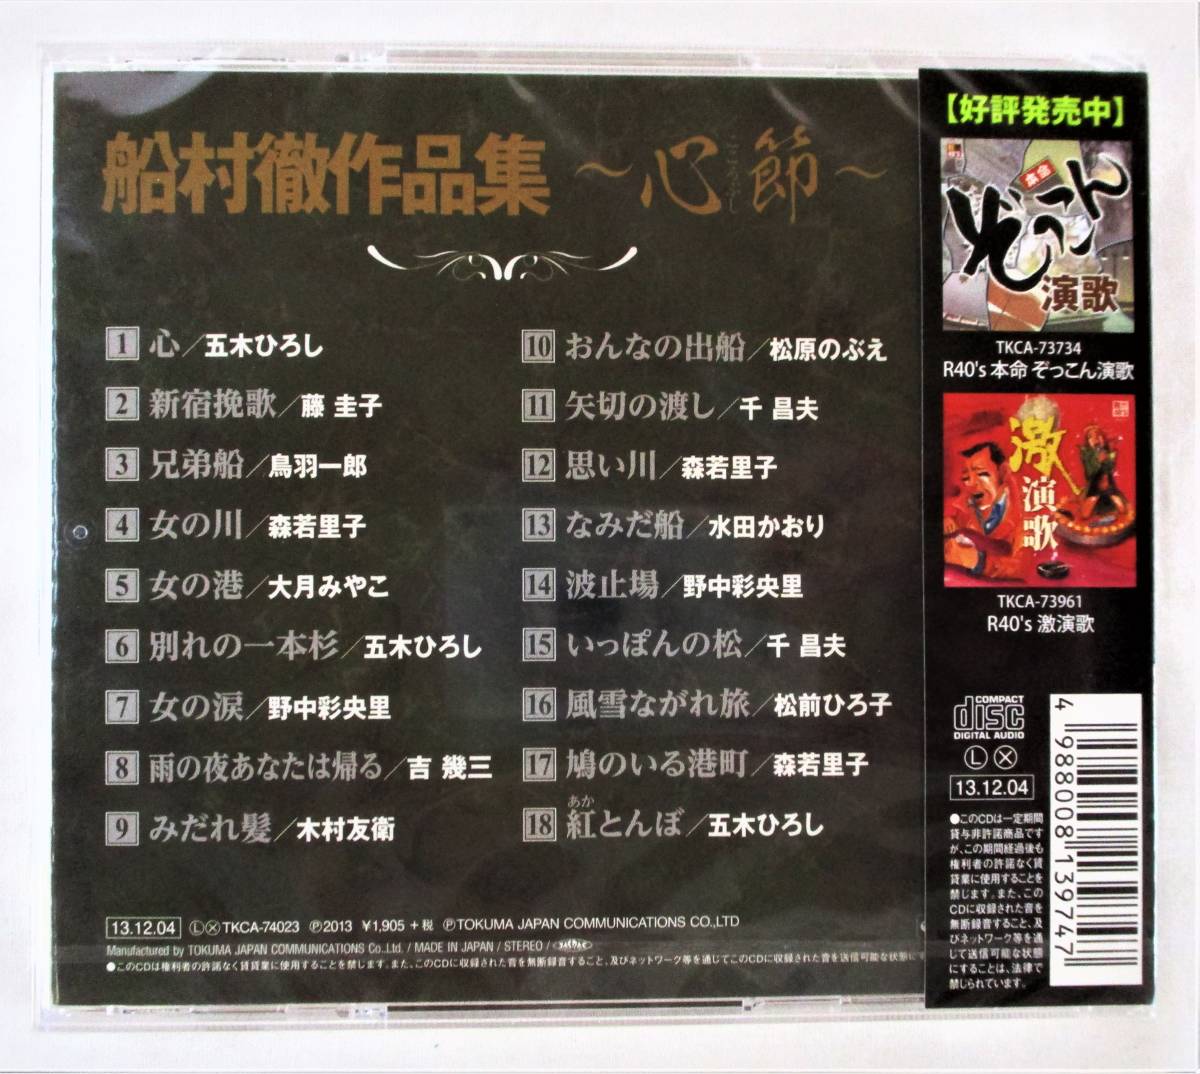 船村徹作品集 ～心節～
こころぶし
1 心／五木ひろし
2 新宿挽歌／藤 圭子
3 兄弟船／鳥羽一郎
4 女の川／森若里子
5 女の港／大月みやこ
6 別れの一本杉／五木ひろし
7 女の涙／野中彩央里
8 雨の夜あなたは帰る／吉 幾三
9 みだれ髪／木村友衛
10 おんなの出船／松原のぶえ
11 矢切の渡し／千 昌夫
12 思い川／森若里子
13 なみだ船／水田かおり
14 波止場／野中彩央里
15 いっぽんの松／千 昌夫
16 風雪ながれ旅／松前ひろ子
17 鳩のいる港町／森若里子
あか
18 紅とんぼ／五木ひろし
13.12.04 ⓁⓍTKCA-74023 Ⓟ2013 ¥1,905 + 税 ⓅTOKUMA JAPAN COMMUNICATIONS CO.,LTD
Manufactured by TOKUMA JAPAN COMMUNICATIONS Co.,Ltd. / MADE IN JAPAN / STEREO /
●このCDは権利者の許諾なく賃貸業に使用することを禁じます。また、このCDに収録された音を無断録音すること、及びネットワーク等を通じてこのCDに収録された音を送信可能な状態に
【好評発売中】
本命
ぞっこん
演歌
TKCA-73734
R40's 本命 ぞっこん演歌
激
演
歌
TKCA-73961
R40's 激演歌
COMPACT
disc
DIGITAL AUDIO
Ⓛ Ⓧ
13.12.04
●このCDは一定期間
貸与非許諾商品です
が、この期間経過後も
権利者の許諾なく賃
貸業に使用することを
禁じます。また、この
CDに収録された音を
無断録音すること、及
びネットワーク等を通
じて送信可能な状態
にすることは、法律で
禁じられています。
4 988008 139747